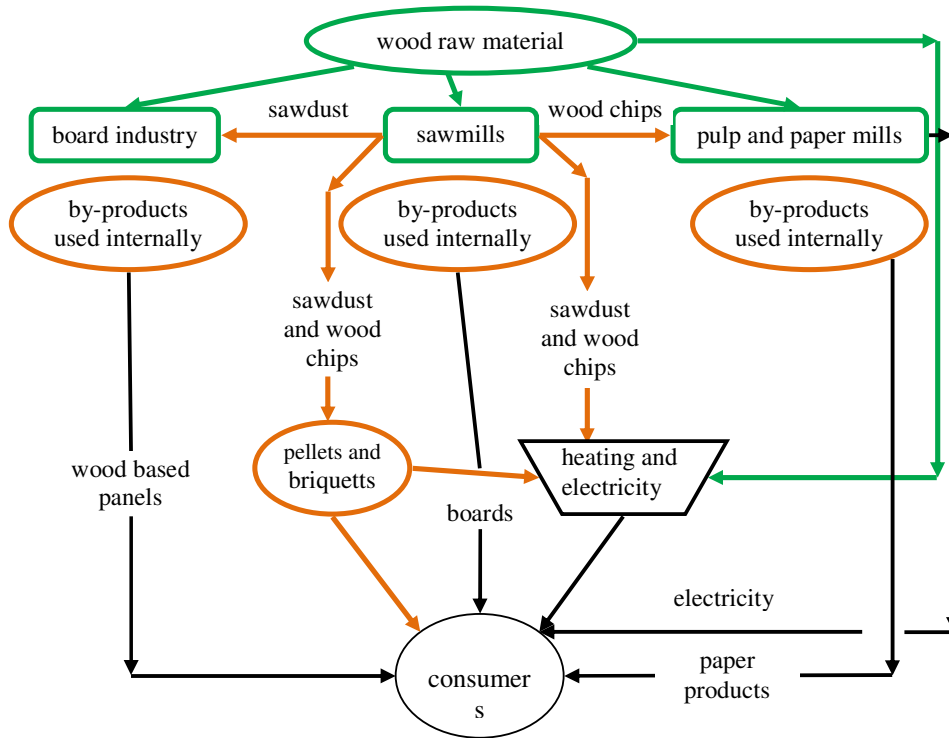 wood raw material
sawdust
wood chips
board industry
sawmills
pulp and paper mills
by-products
used internally
by-products
used internally
by-products
used internally
sawdust
and wood
chips
sawdust
and wood
chips
pellets and
briquetts
heating and
electricity
wood based
panels
boards
electricity
paper
products
consumer
s